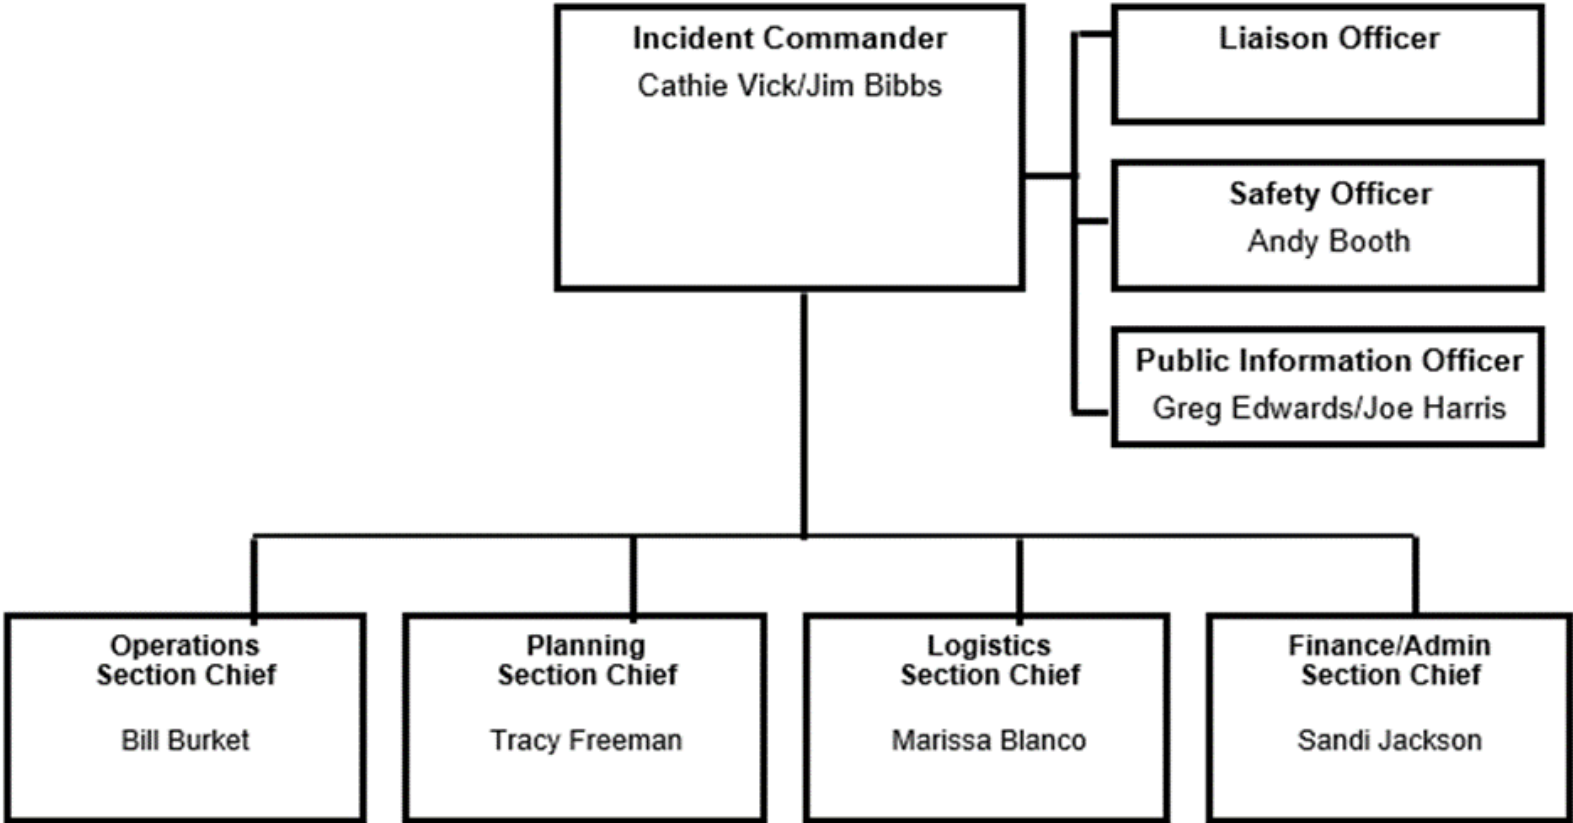 Incident Commander
Cathie Vick/Jim Bibbs
Liaison Officer
Safety Officer
Andy Booth
Public Information Officer
Greg Edwards/Joe Harris
Operations
Section Chief
Bill Burket
Planning
Section Chief
Tracy Freeman
Logistics
Section Chief
Marissa Blanco
Finance/Admin
Section Chief
Sandi Jackson